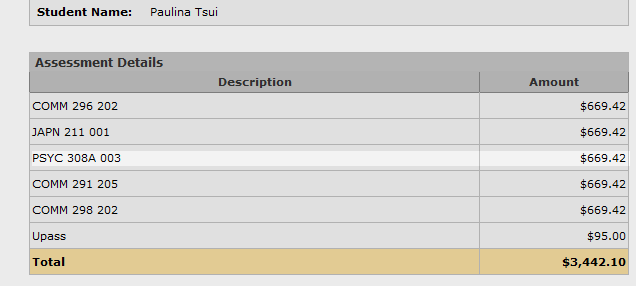 Student Name: Paulina Tsui
Assessment Details
Description Amount
COMM 296 202 $669.42
JAPN 211 001 $669.42
PSYC 308A 003 $669.42
COMM 291 205 $669.42
COMM 298 202 $669.42
Upass $95.00
Total $3,442.10